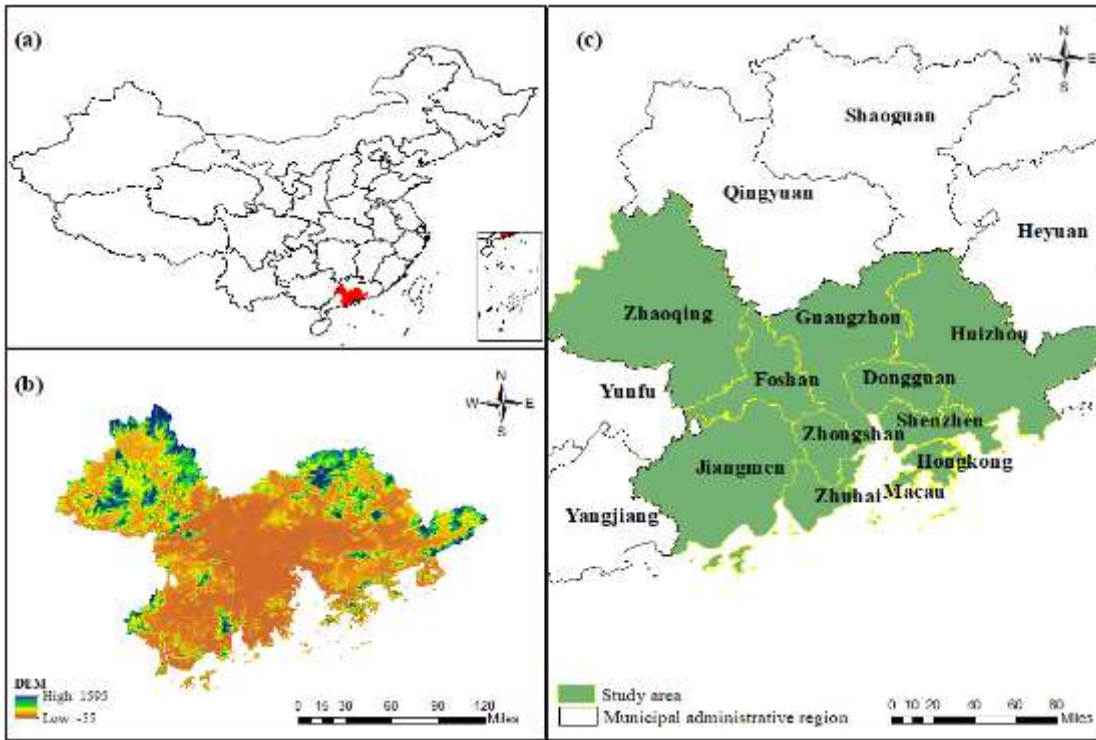 (a)
(b)
N
W E
S
DEM
High: 1595
Low: -55
0 15 30 60 90 120
Miles
(c)
N
W E
S
Shaoguan
Qingyuan
Heyuan
Zhaoqing
Guangzhou
Huizhou
Yunfu
Foshan
Dongguan
Shenzhen
Zhongshan
Hongkong
Jiangmen
Zhuhai
Macau
Yangjiang
Study area
Municipal administrative region
0 10 20 40 60 80
Miles